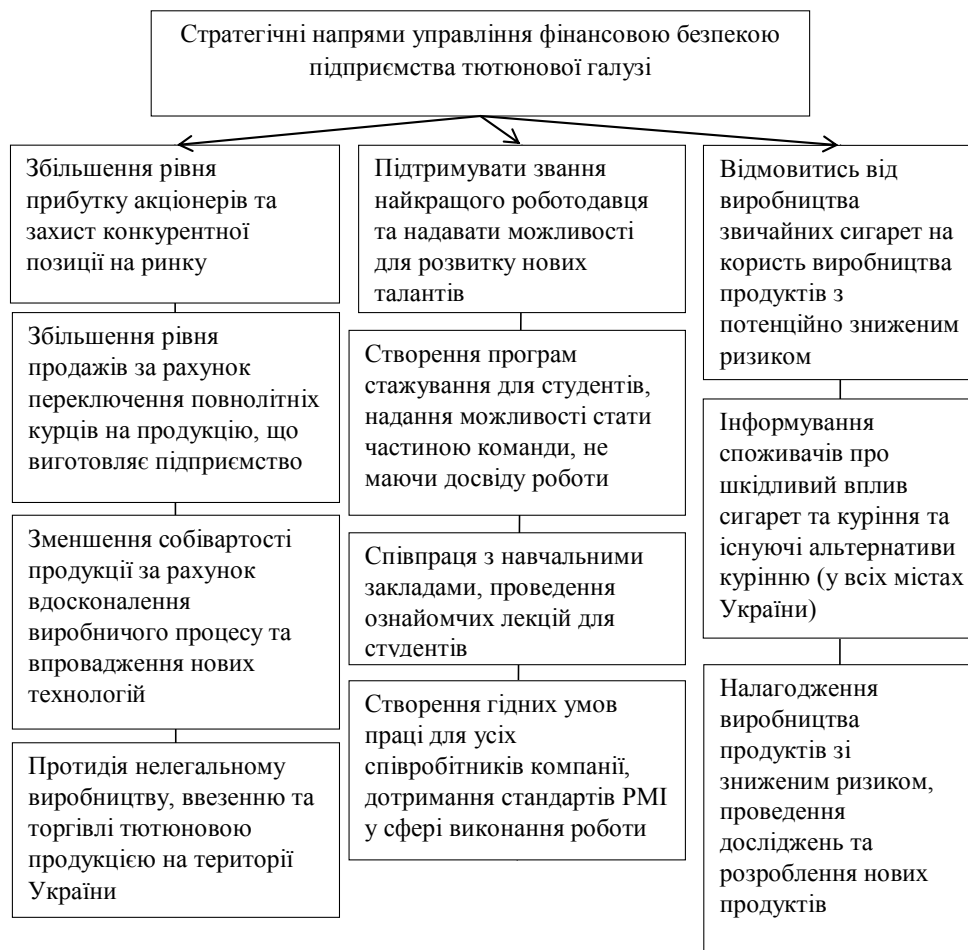 Стратегічні напрями управління фінансовою безпекою
підприємства тютюнової галузі
Збільшення рівня
прибутку акціонерів та
захист конкурентної
позиції на ринку
Збільшення рівня
продажів за рахунок
переключення повнолітніх
курців на продукцію, що
виготовляє підприємство
Зменшення собівартості
продукції за рахунок
вдосконалення
виробничого процесу та
впровадження нових
технологій
Протидія нелегальному
виробництву, ввезенню та
торгівлі тютюновою
продукцією на території
України
Підтримувати звання
найкращого роботодавця
та надавати можливості
для розвитку нових
талантів
Створення програм
стажування для студентів,
надання можливості стати
частиною команди, не
маючи досвіду роботи
Співпраця з навчальними
закладами, проведення
ознайомчих лекцій для
студентів
Створення гідних умов
праці для усіх
співробітників компанії,
дотримання стандартів PMI
у сфері виконання роботи
Відмовитись від
виробництва
звичайних сигарет на
користь виробництва
продуктів з
потенційно зниженим
ризиком
Інформування
споживачів про
шкідливий вплив
сигарет та куріння та
існуючі альтернативи
курінню (у всіх містах
України)
Налагодження
виробництва
продуктів зі
зниженим ризиком,
проведення
досліджень та
розроблення нових
продуктів